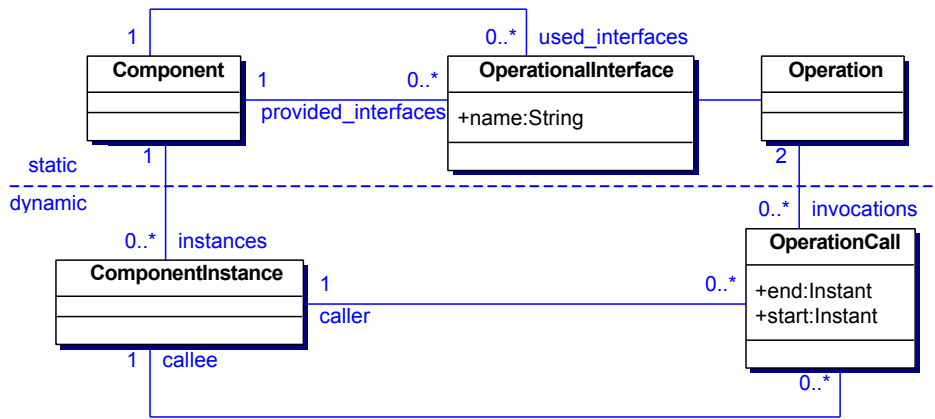 1
0..*
used_interfaces
Component
OperationalInterface
Operation
1
0..*
provided_interfaces
+name:String
1
2
static
dynamic
0..*
instances
0..*
invocations
OperationCall
ComponentInstance
1
0..*
+end:Instant
caller
+start:Instant
1
callee
0..*